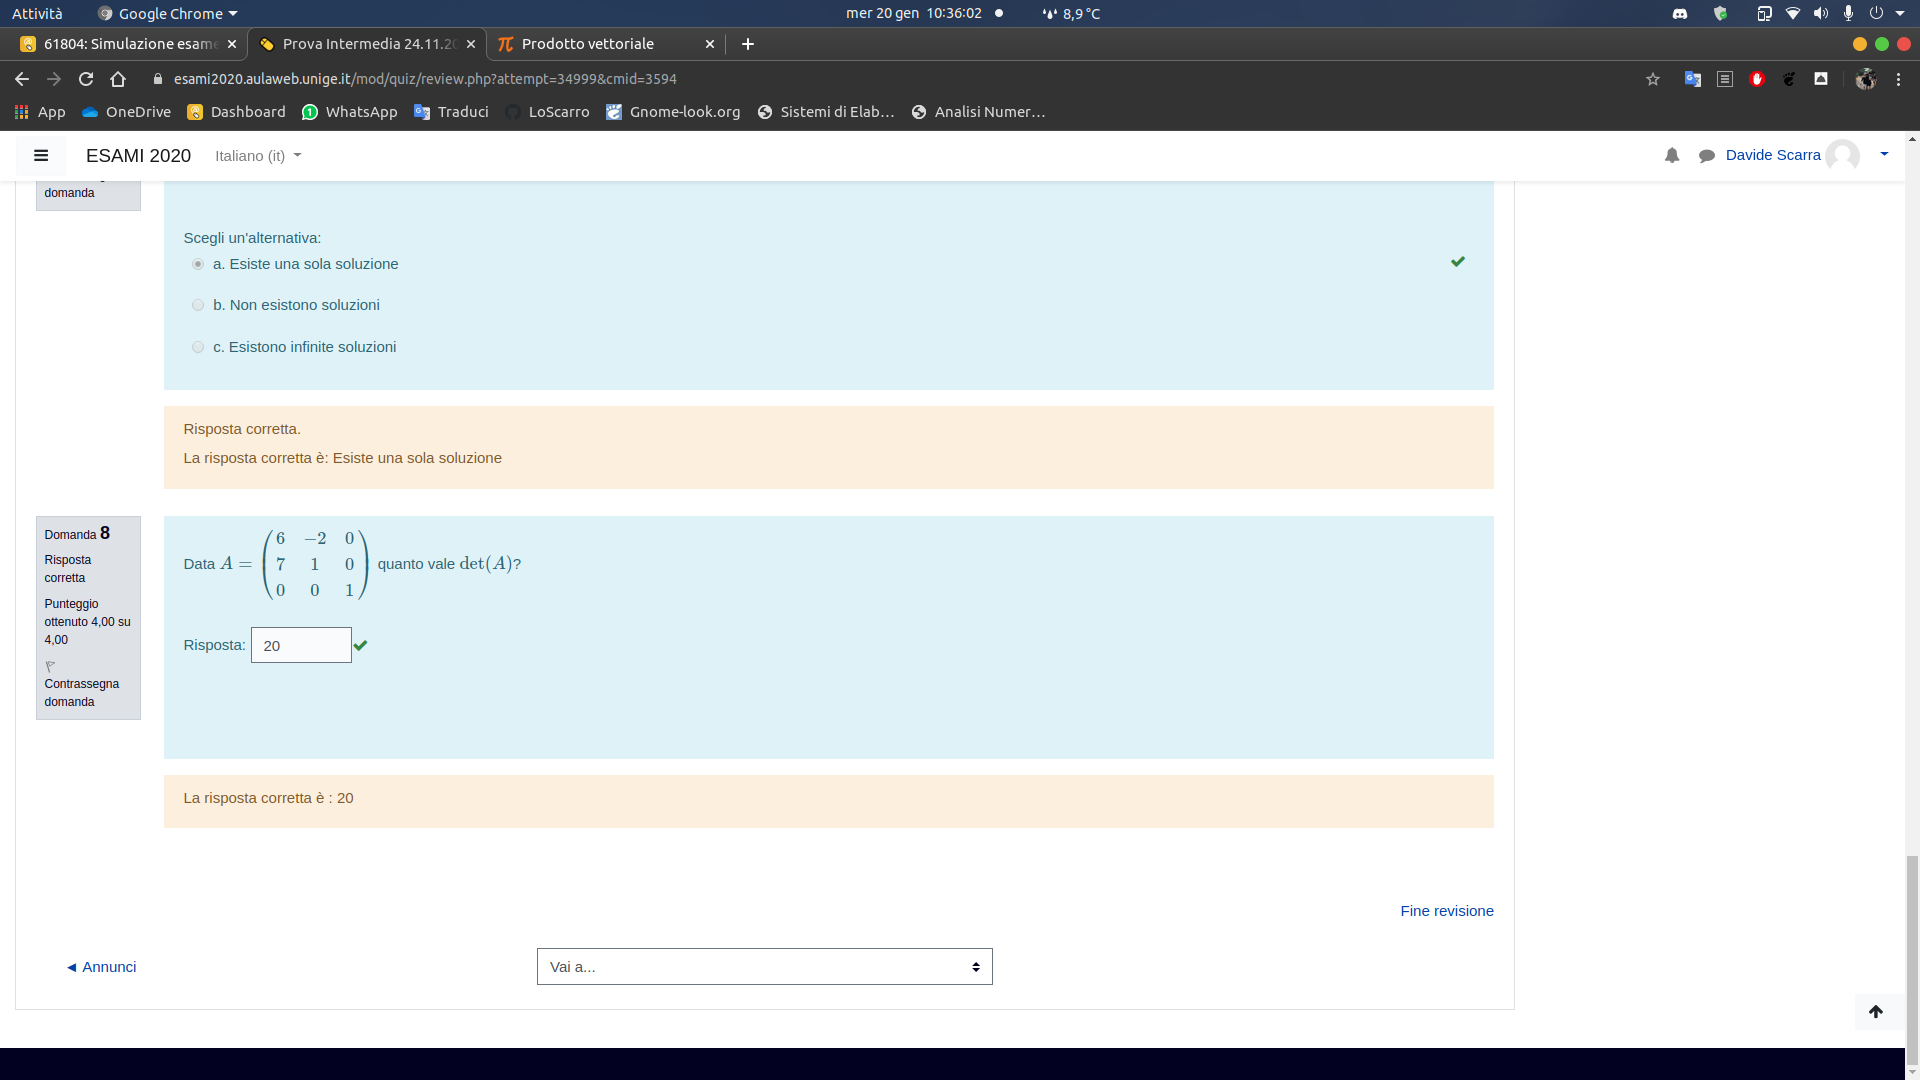 Attività
Google Chrome
mer 20 gen 10:36:02
8,9 °C
61804: Simulazione esame
Prova Intermedia 24.11.20
Prodotto vettoriale
esami2020.aulaweb.unige.it/mod/quiz/review.php?attempt=34999&cmid=3594
App
OneDrive
Dashboard
WhatsApp
Traduci
LoScarro
Gnome-look.org
Sistemi di Elab…
Analisi Numer…
ESAMI 2020
Italiano (it)
Davide Scarra
domanda
Scegli un'alternativa:
a. Esiste una sola soluzione
b. Non esistono soluzioni
c. Esistono infinite soluzioni
Risposta corretta.
La risposta corretta è: Esiste una sola soluzione
Domanda 8
Risposta
corretta
Punteggio
ottenuto 4,00 su
4,00
Contrassegna
domanda
6 −2 0
Data A = 7 1 0 quanto vale det(A)?
0 0 1
Risposta: 20
La risposta corretta è : 20
Fine revisione
◄ Annunci
Vai a...